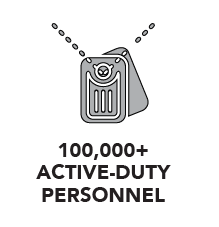 100,000+
ACTIVE-DUTY
PERSONNEL